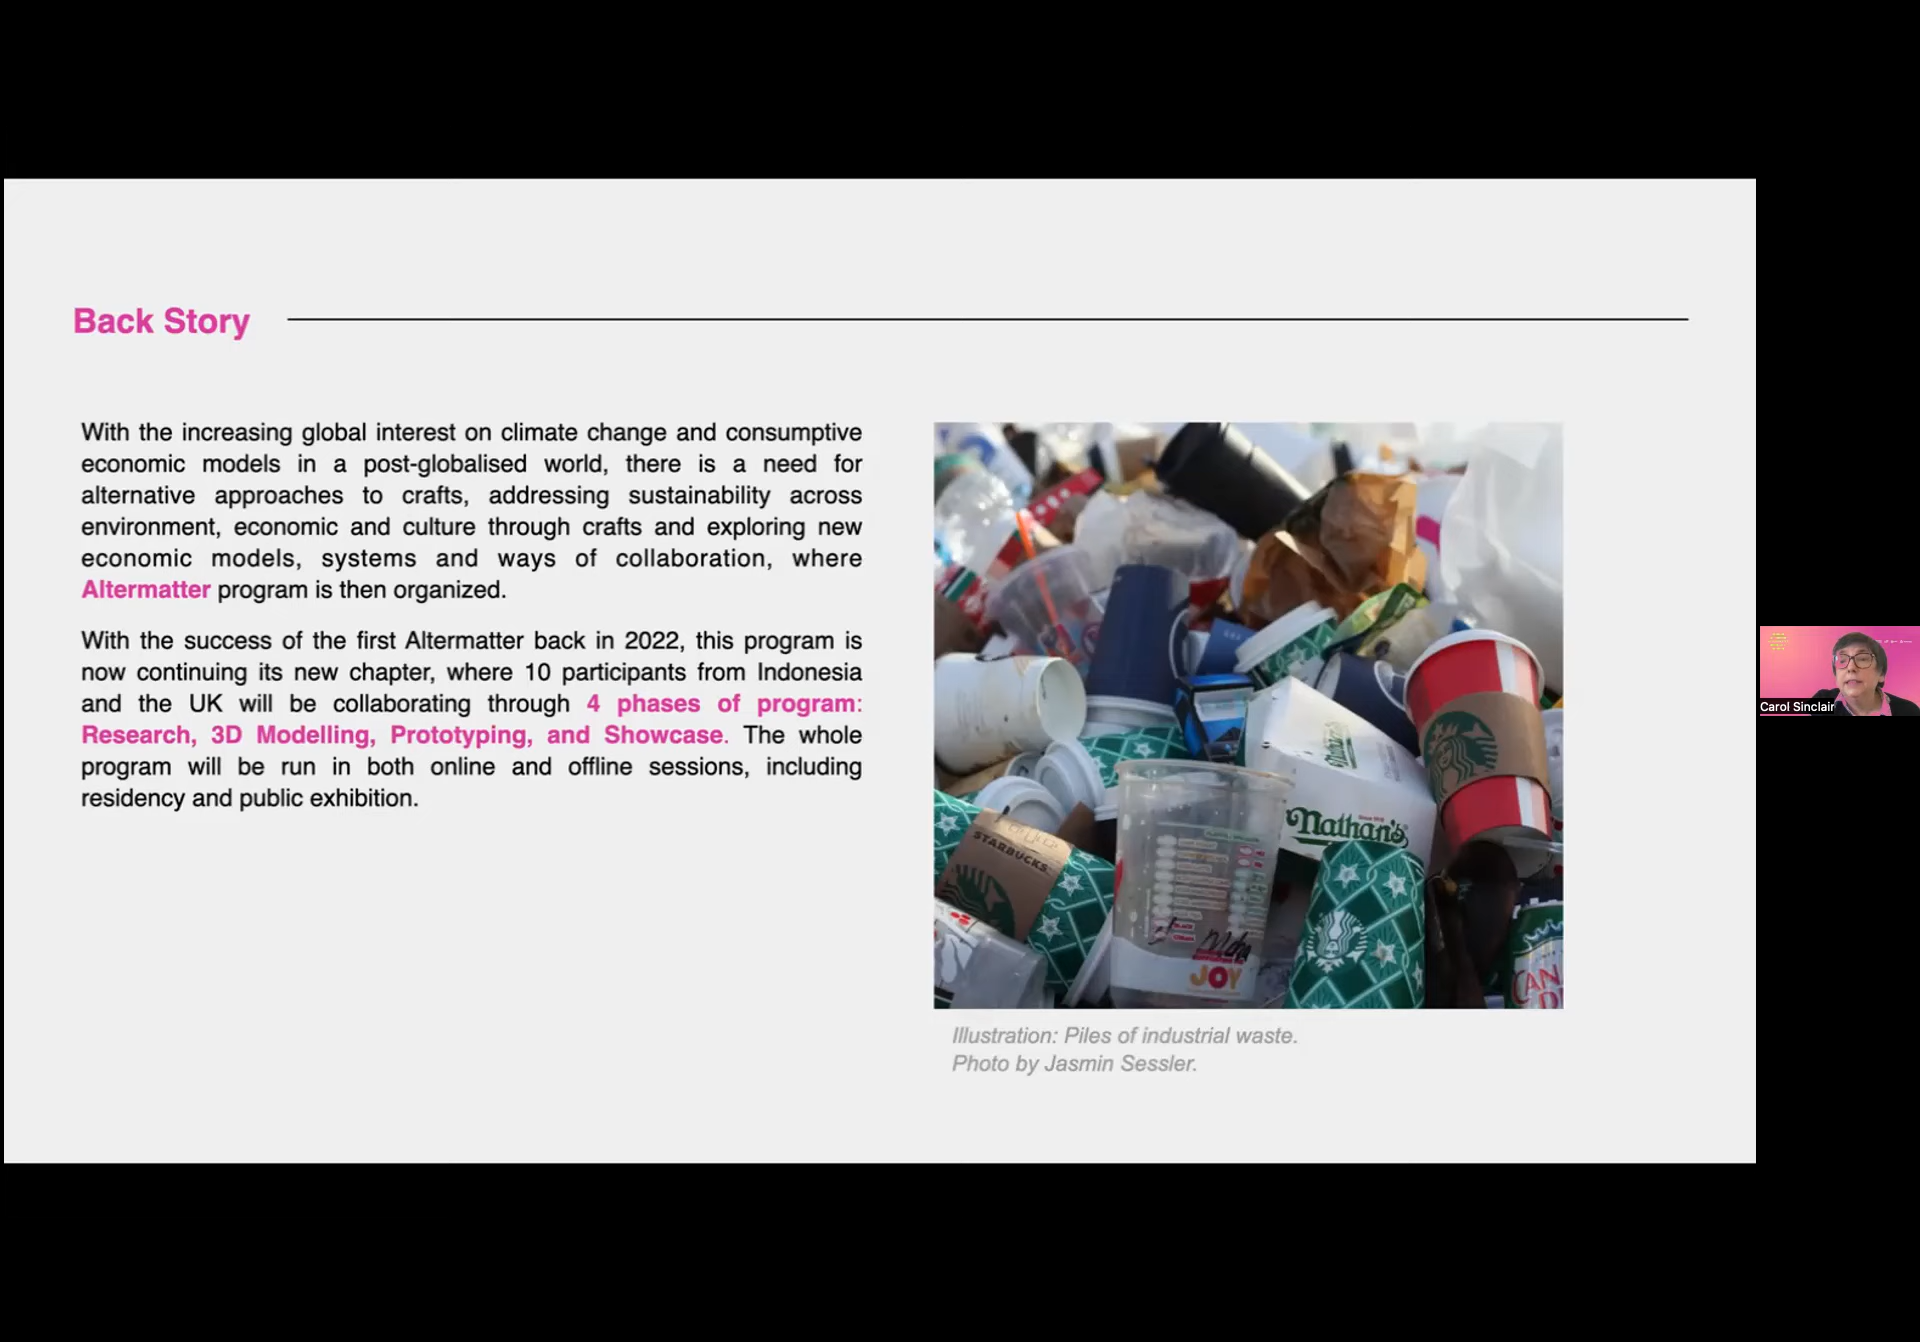 Back Story
With the increasing global interest on climate change and consumptive
economic models in a post-globalised world, there is a need for
alternative approaches to crafts, addressing sustainability across
environment, economic and culture through crafts and exploring new
economic models, systems and ways of collaboration, where
Altermatter program is then organized.
With the success of the first Altermatter back in 2022, this program is
now continuing its new chapter, where 10 participants from Indonesia
and the UK will be collaborating through 4 phases of program:
Research, 3D Modelling, Prototyping, and Showcase. The whole
program will be run in both online and offline sessions, including
residency and public exhibition.
Nathan's
STARBUCKS
JOY
CAN
Illustration: Piles of industrial waste.
Photo by Jasmin Sessler.
Carol Sinclair